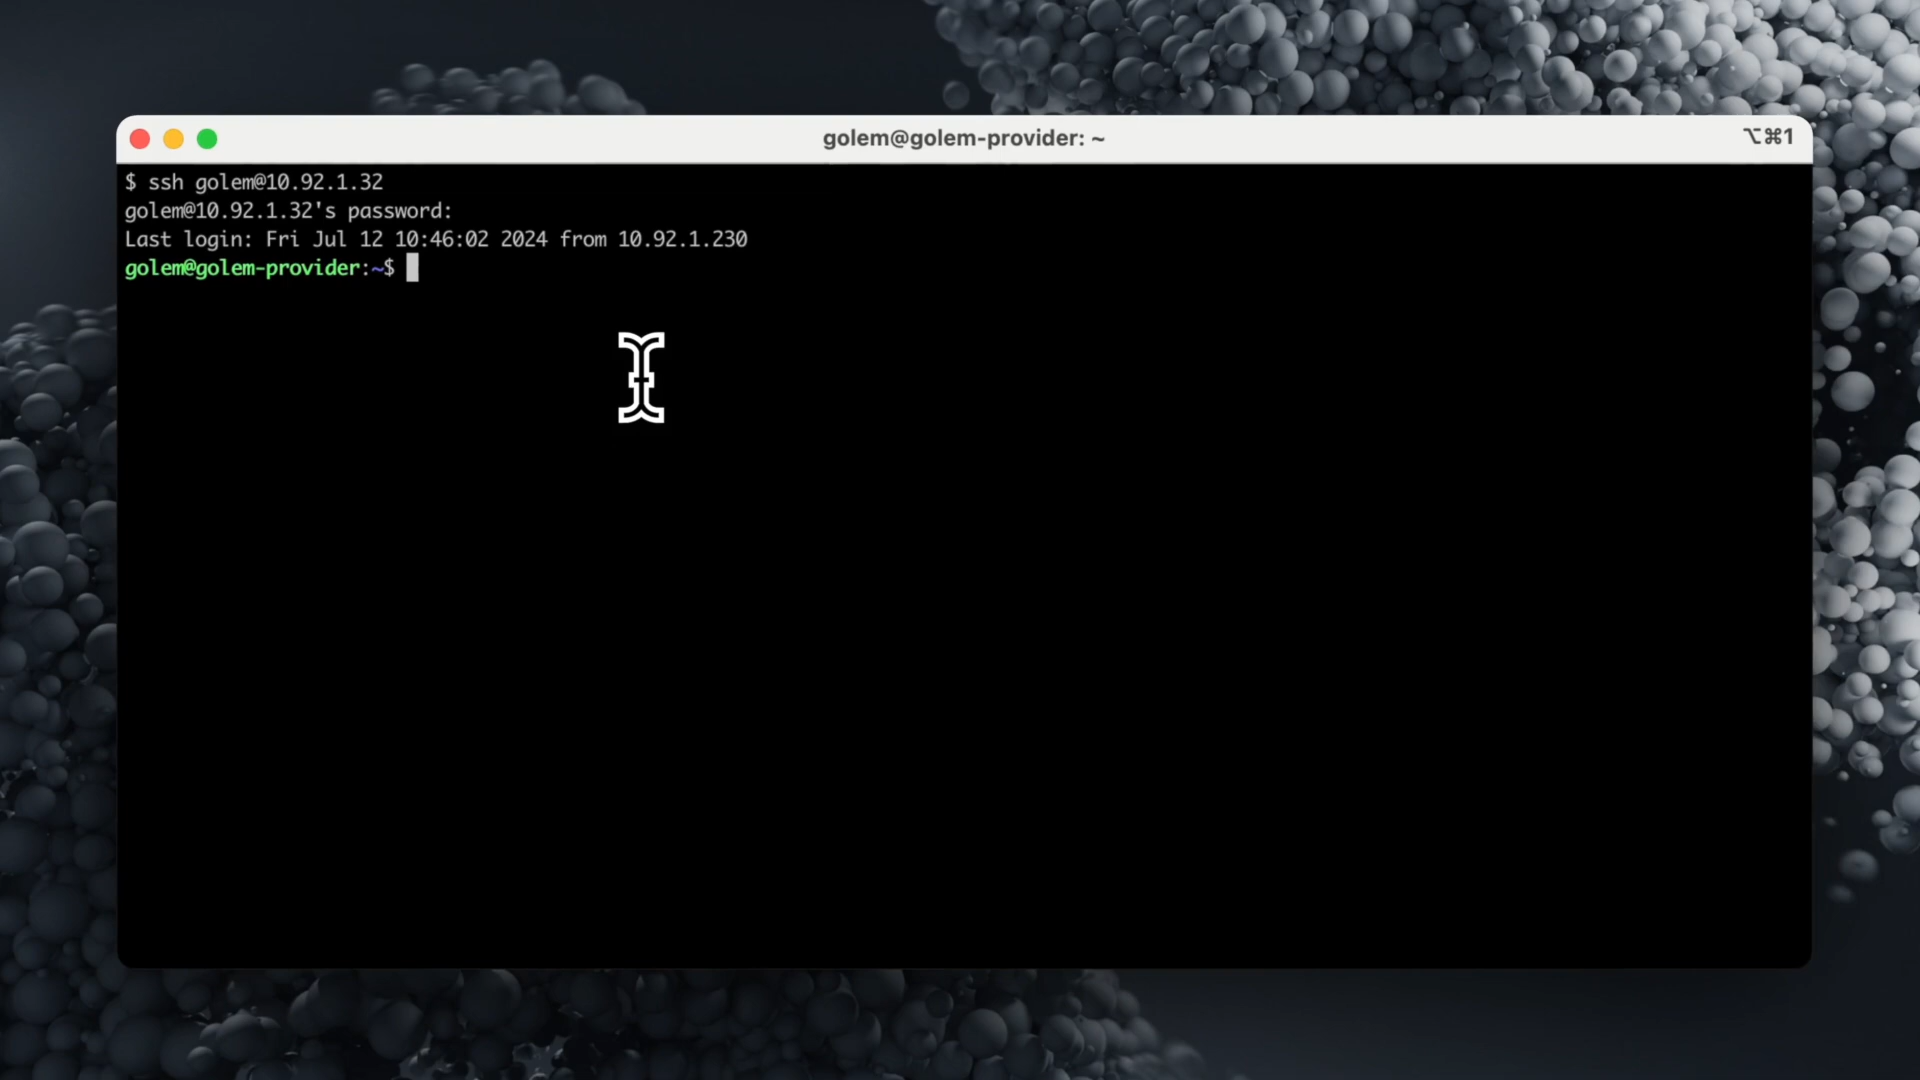 golem@golem-provider: ~
⌥⌘1
$ ssh golem@10.92.1.32
golem@10.92.1.32's password:
Last login: Fri Jul 12 10:46:02 2024 from 10.92.1.230
golem@golem-provider:~$